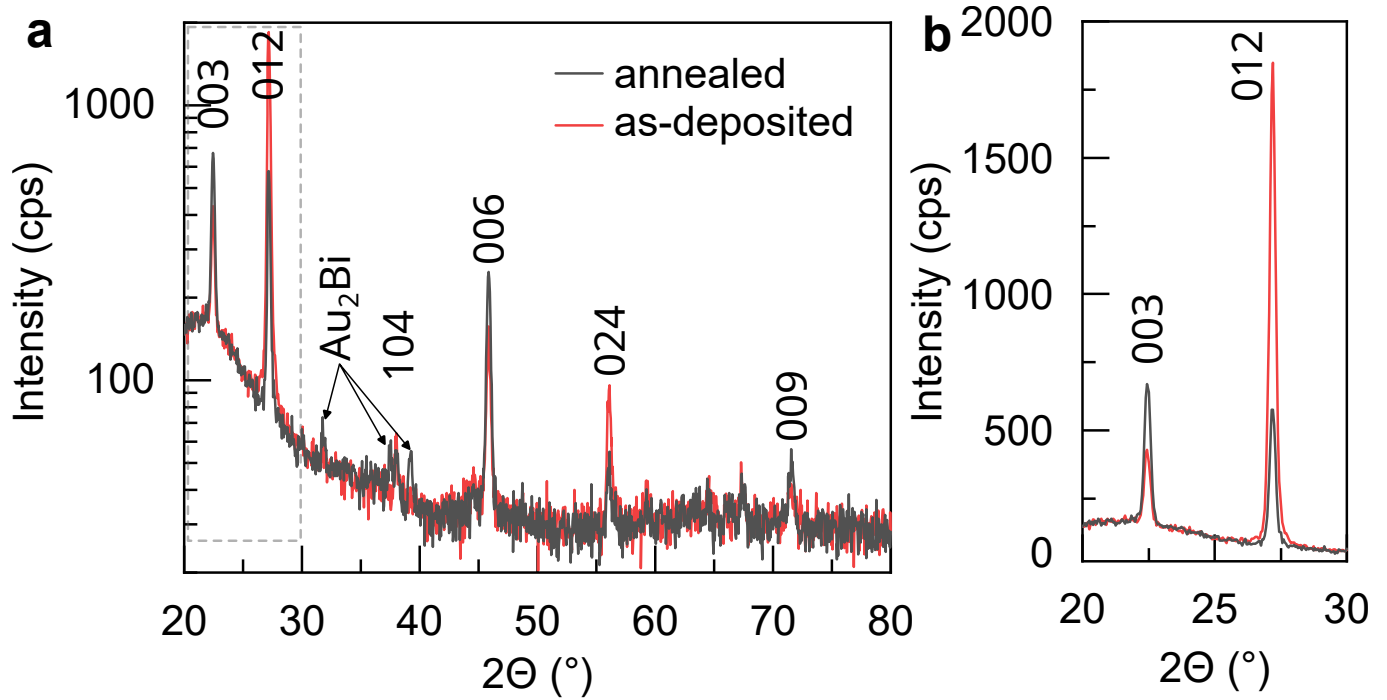 a
003
012
annealed
as-deposited
1000
100
Intensity (cps)
Au₂Bi
104
006
024
009
20 30 40 50 60 70 80
2Θ (°)
b
2000
1500
1000
500
0
Intensity (cps)
003
012
20 25 30
2Θ (°)